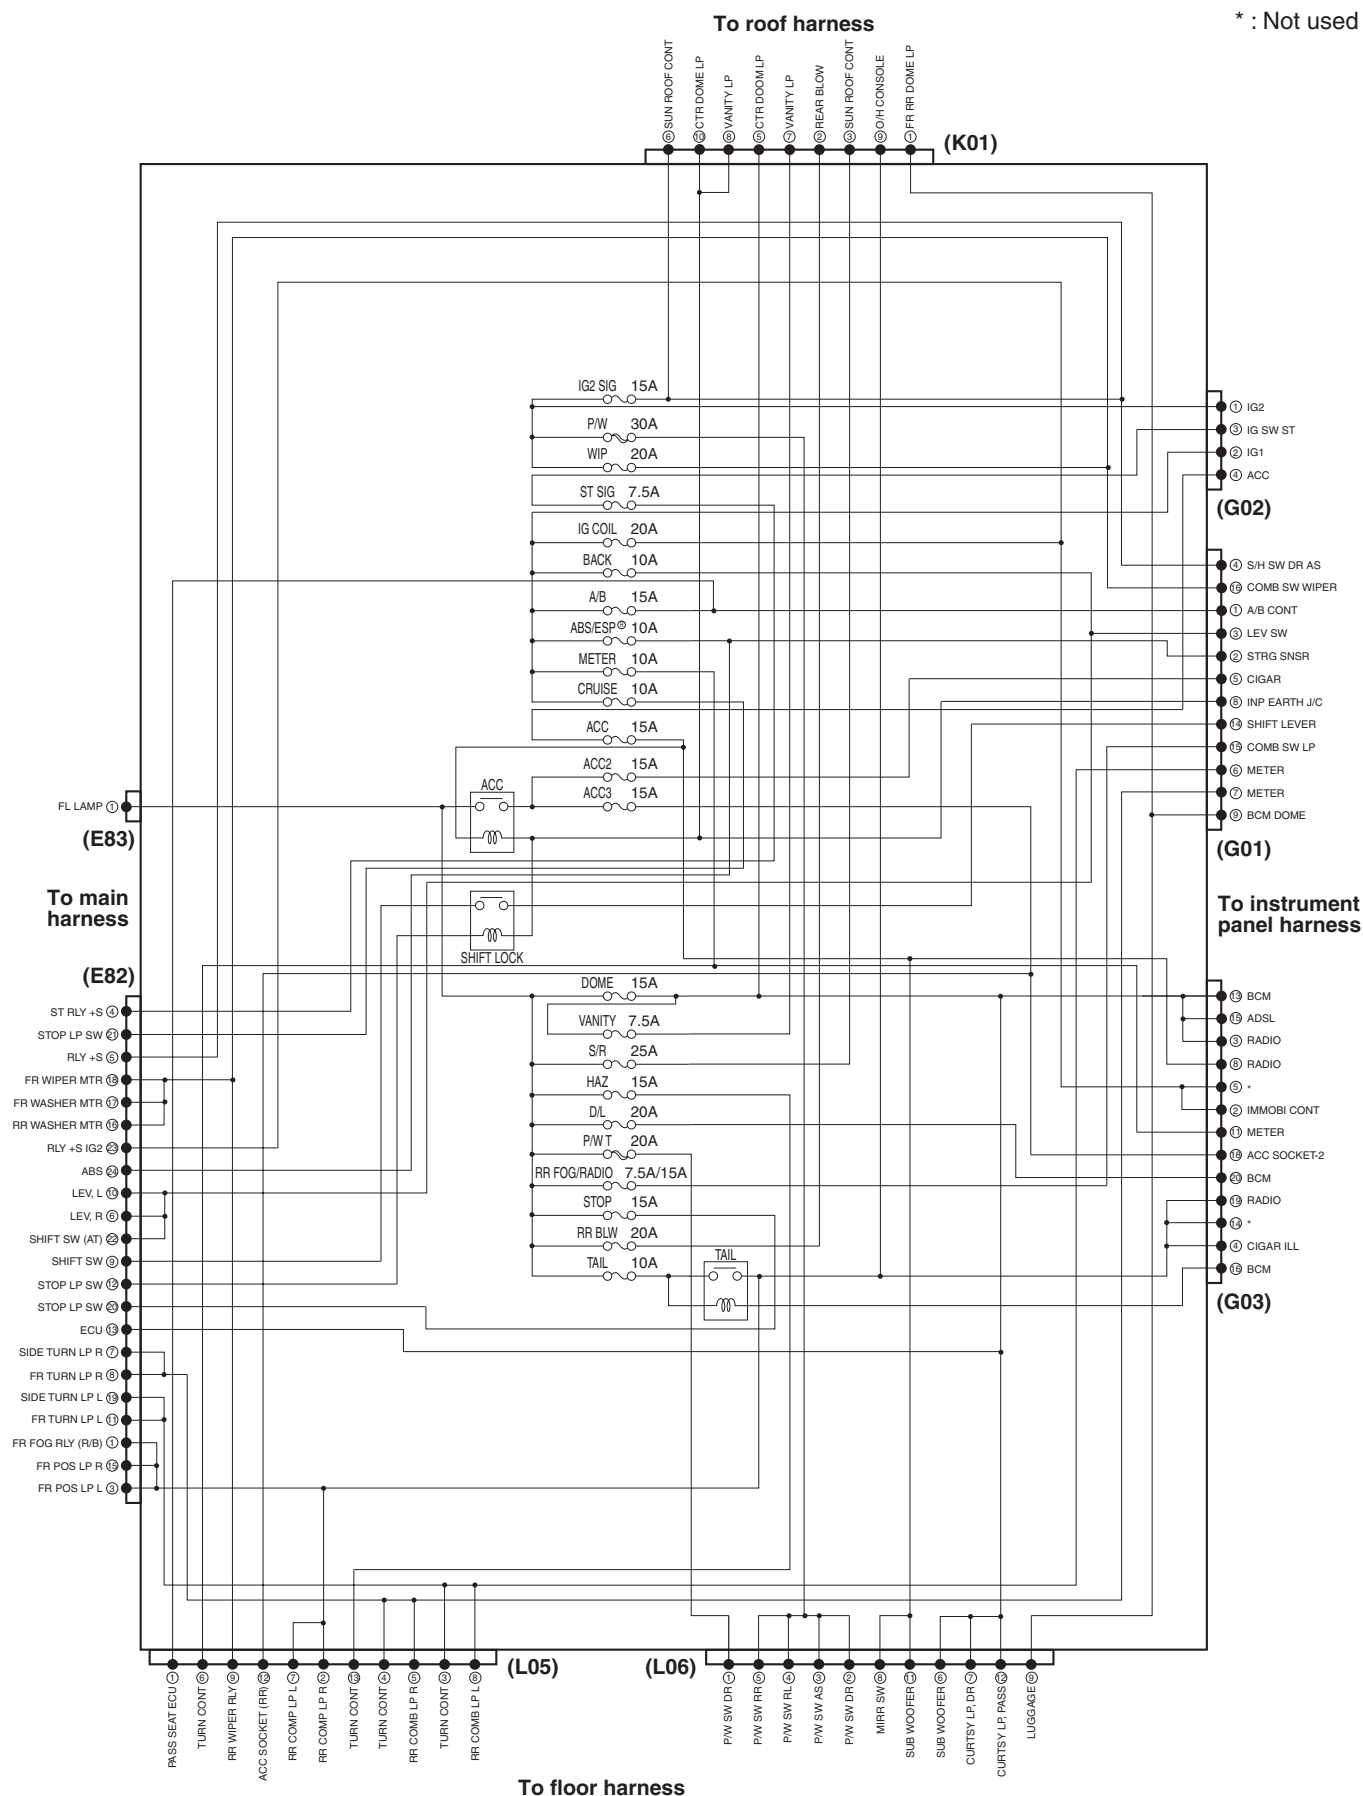 To roof harness
* : Not used
⑥ SUN ROOF CONT
⑩ CTR DOME LP
⑧ VANITY LP
⑤ CTR DOOM LP
⑦ VANITY LP
② REAR BLOW
③ SUN ROOF CONT
⑨ O/H CONSOLE
① FR RR DOME LP
(K01)
IG2 SIG 15A
P/W 30A
WIP 20A
ST SIG 7.5A
IG COIL 20A
BACK 10A
A/B 15A
ABS/ESP® 10A
METER 10A
CRUISE 10A
ACC 15A
ACC2 15A
ACC3 15A
ACC
SHIFT LOCK
DOME 15A
VANITY 7.5A
S/R 25A
HAZ 15A
D/L 20A
P/W T 20A
RR FOG/RADIO 7.5A/15A
STOP 15A
RR BLW 20A
TAIL 10A
TAIL
① IG2
③ IG SW ST
② IG1
④ ACC
(G02)
④ S/H SW DR AS
⑯ COMB SW WIPER
① A/B CONT
③ LEV SW
② STRG SNSR
⑤ CIGAR
⑧ INP EARTH J/C
⑭ SHIFT LEVER
⑮ COMB SW LP
⑥ METER
⑦ METER
⑨ BCM DOME
(G01)
To instrument
panel harness
⑬ BCM
⑮ ADSL
③ RADIO
⑧ RADIO
⑤ *
② IMMOBI CONT
⑪ METER
⑱ ACC SOCKET-2
⑳ BCM
⑲ RADIO
⑭ *
④ CIGAR ILL
⑯ BCM
(G03)
FL LAMP ①
(E83)
To main
harness
(E82)
ST RLY +S ④
STOP LP SW ㉑
RLY +S ⑤
FR WIPER MTR ⑱
FR WASHER MTR ⑰
RR WASHER MTR ⑯
RLY +S IG2 ㉓
ABS ㉔
LEV, L ⑩
LEV, R ⑥
SHIFT SW (AT) ㉒
SHIFT SW ⑨
STOP LP SW ⑫
STOP LP SW ⑳
ECU ⑬
SIDE TURN LP R ⑦
FR TURN LP R ⑧
SIDE TURN LP L ⑲
FR TURN LP L ⑪
FR FOG RLY (R/B) ①
FR POS LP R ⑮
FR POS LP L ③
PASS SEAT ECU ①
TURN CONT ⑥
RR WIPER RLY ⑨
ACC SOCKET (RR) ⑫
RR COMP LP L ⑦
RR COMP LP R ②
TURN CONT ⑬
TURN CONT ④
RR COMB LP R ⑤
TURN CONT ③
RR COMB LP L ⑧
(L05)
(L06)
P/W SW DR ①
P/W SW RR ⑤
P/W SW RL ④
P/W SW AS ③
P/W SW DR ②
MIRR SW ⑧
SUB WOOFER ⑪
SUB WOOFER ⑥
CURTSY LP, DR ⑦
CURTSY LP, PASS ⑫
LUGGAGE ⑨
To floor harness